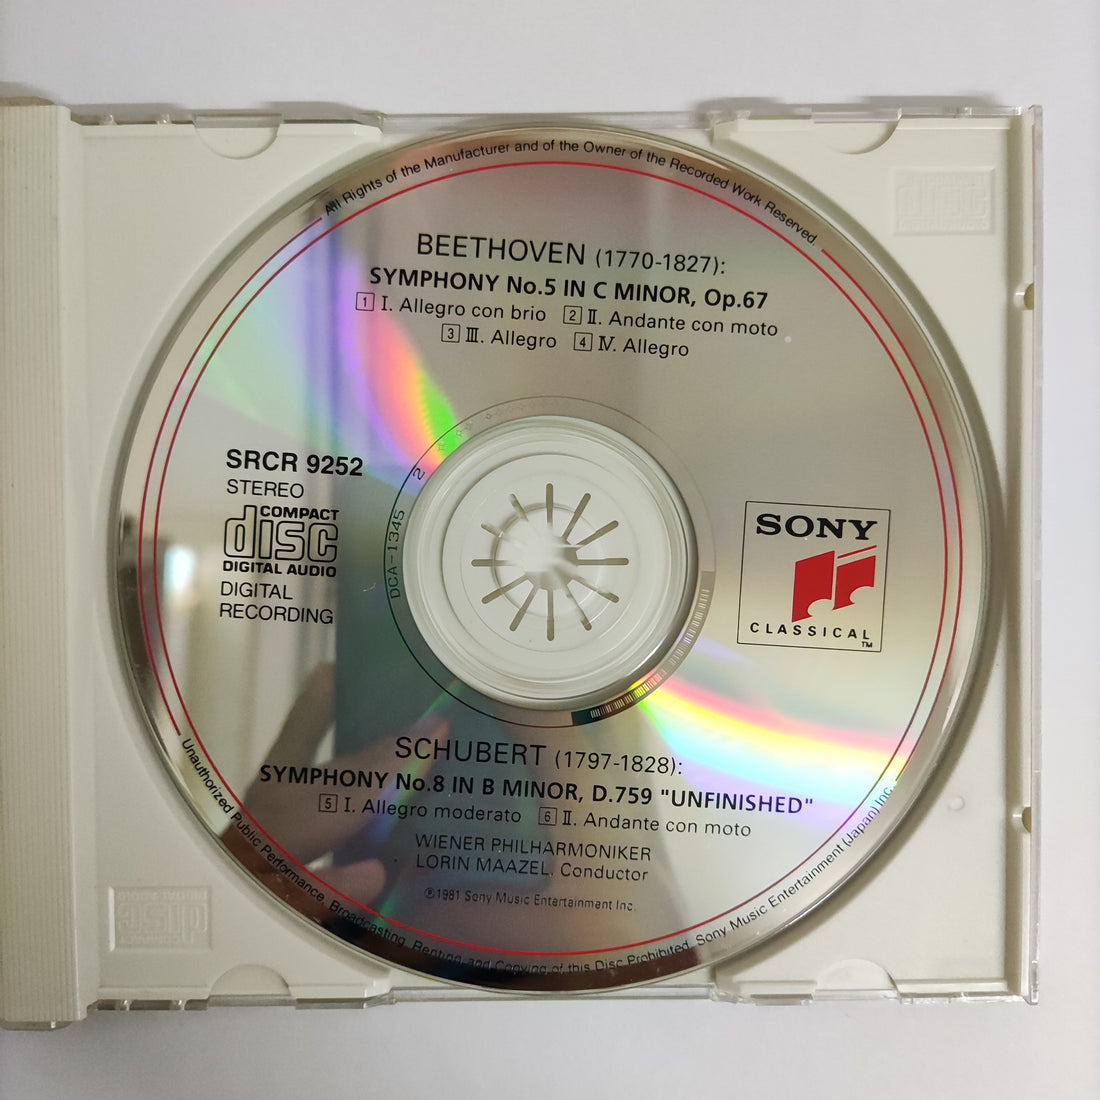 All Rights of the Manufacturer and of the Owner of the Recorded Work Reserved.
BEETHOVEN (1770-1827):
SYMPHONY No.5 IN C MINOR, Op.67
1 I. Allegro con brio 2 II. Andante con moto
3 III. Allegro 4 IV. Allegro
SRCR 9252
STEREO
COMPACT
disc
DIGITAL AUDIO
DIGITAL
RECORDING
DCA-1345 2
SONY
CLASSICAL
TM
SCHUBERT (1797-1828):
SYMPHONY No.8 IN B MINOR, D.759 "UNFINISHED"
5 I. Allegro moderato 6 II. Andante con moto
WIENER PHILHARMONIKER
LORIN MAAZEL, Conductor
℗1981 Sony Music Entertainment Inc.
Unauthorized Public Performance, Broadcasting, Renting and Copying of this Disc Prohibited. Sony Music Entertainment (Japan) Inc.